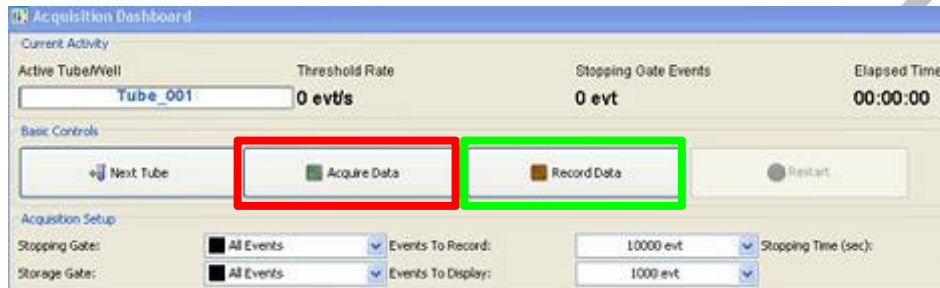 Acquisition Dashboard
Current Activity
Active Tube/Well Threshold Rate Stopping Gate Events Elapsed Time
Tube_001 0 evt/s 0 evt 00:00:00
Basic Controls
Next Tube Acquire Data Record Data Restart
Acquisition Setup
Stopping Gate: All Events Events To Record: 10000 evt Stopping Time (sec):
Storage Gate: All Events Events To Display: 1000 evt